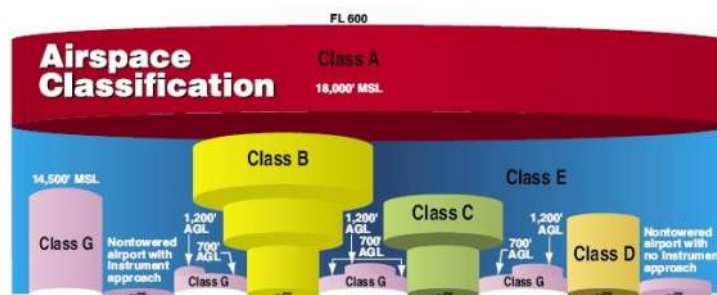 FL 600
Airspace
Classification
Class A
18,000' MSL
Class B
14,500' MSL
Class E
Class C
1,200'
AGL
1,200'
AGL
1,200'
AGL
Class G
Nontowered
airport with
Instrument
approach
700'
AGL
700'
AGL
700'
AGL
Class D
Nontowered
airport with
no Instrument
approach
Class G
Class G
Class G